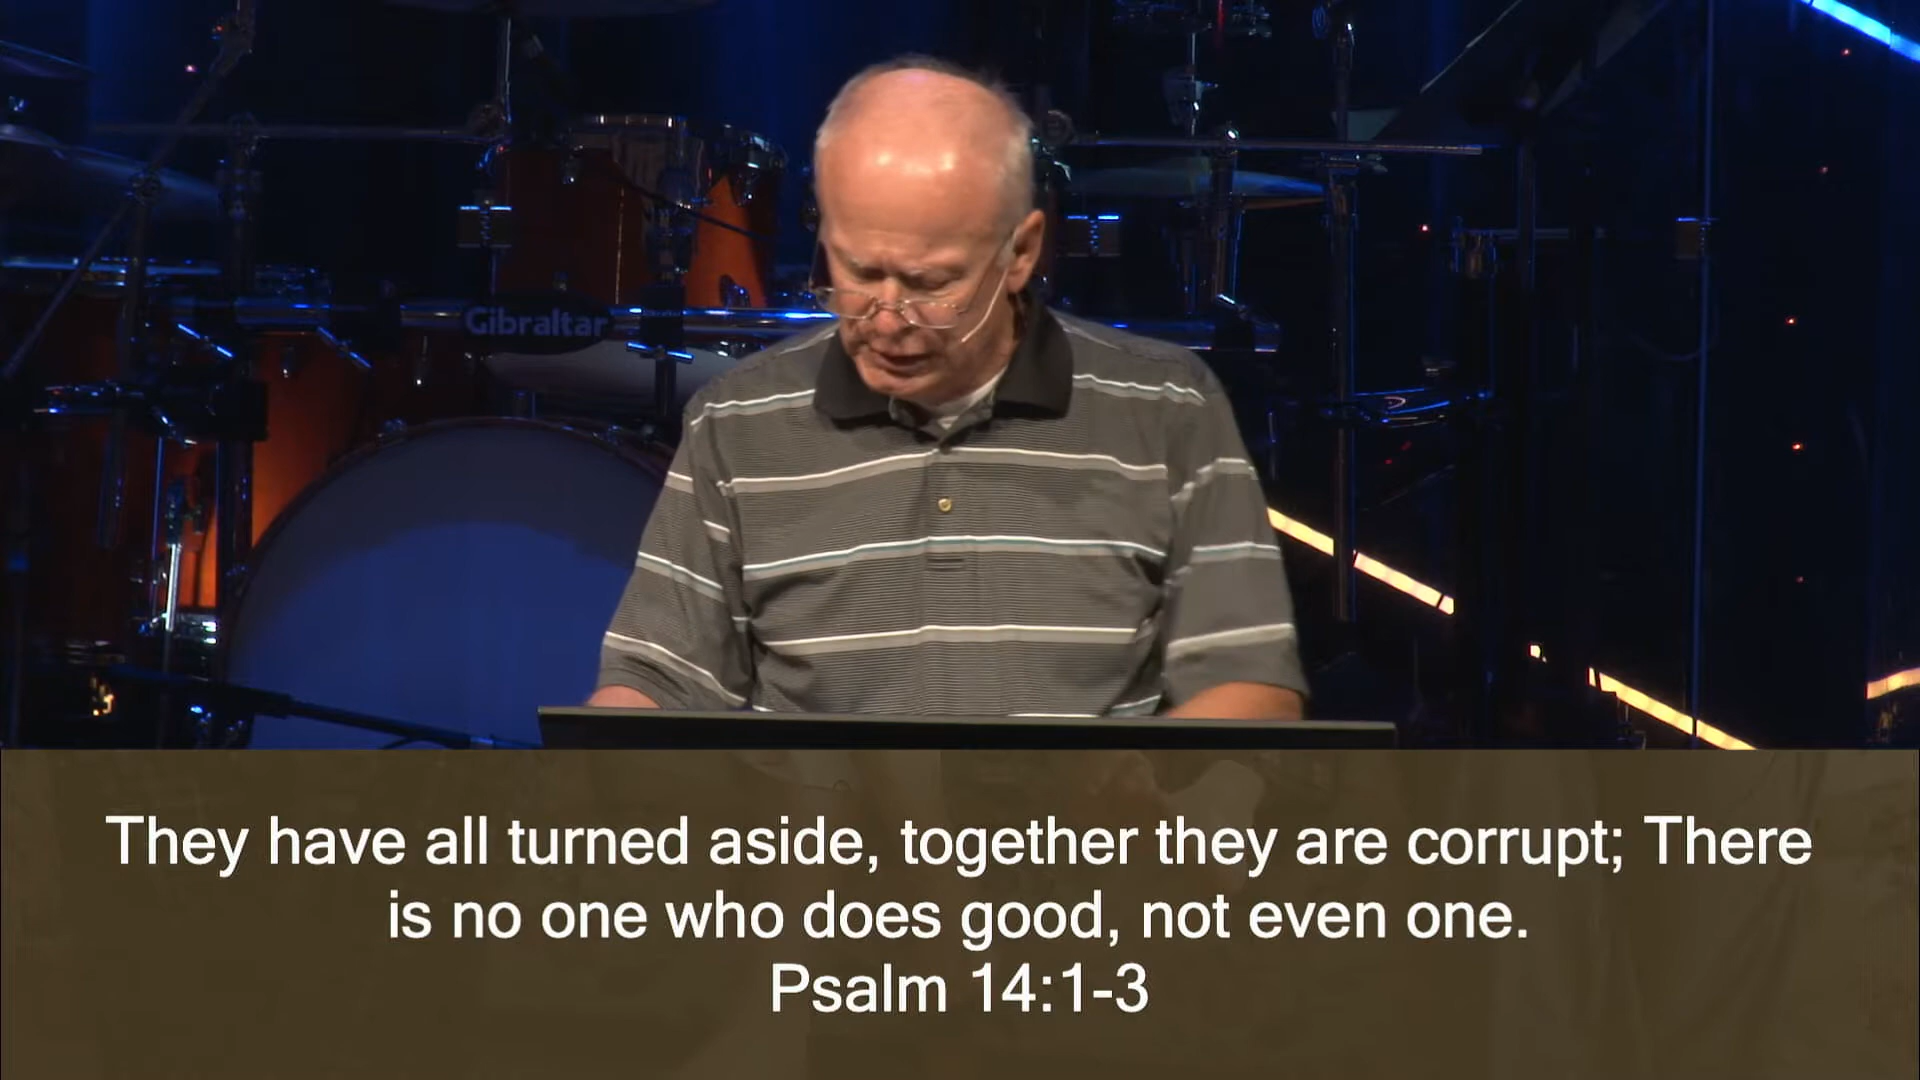 Gibraltar
They have all turned aside, together they are corrupt; There
is no one who does good, not even one.
Psalm 14:1-3